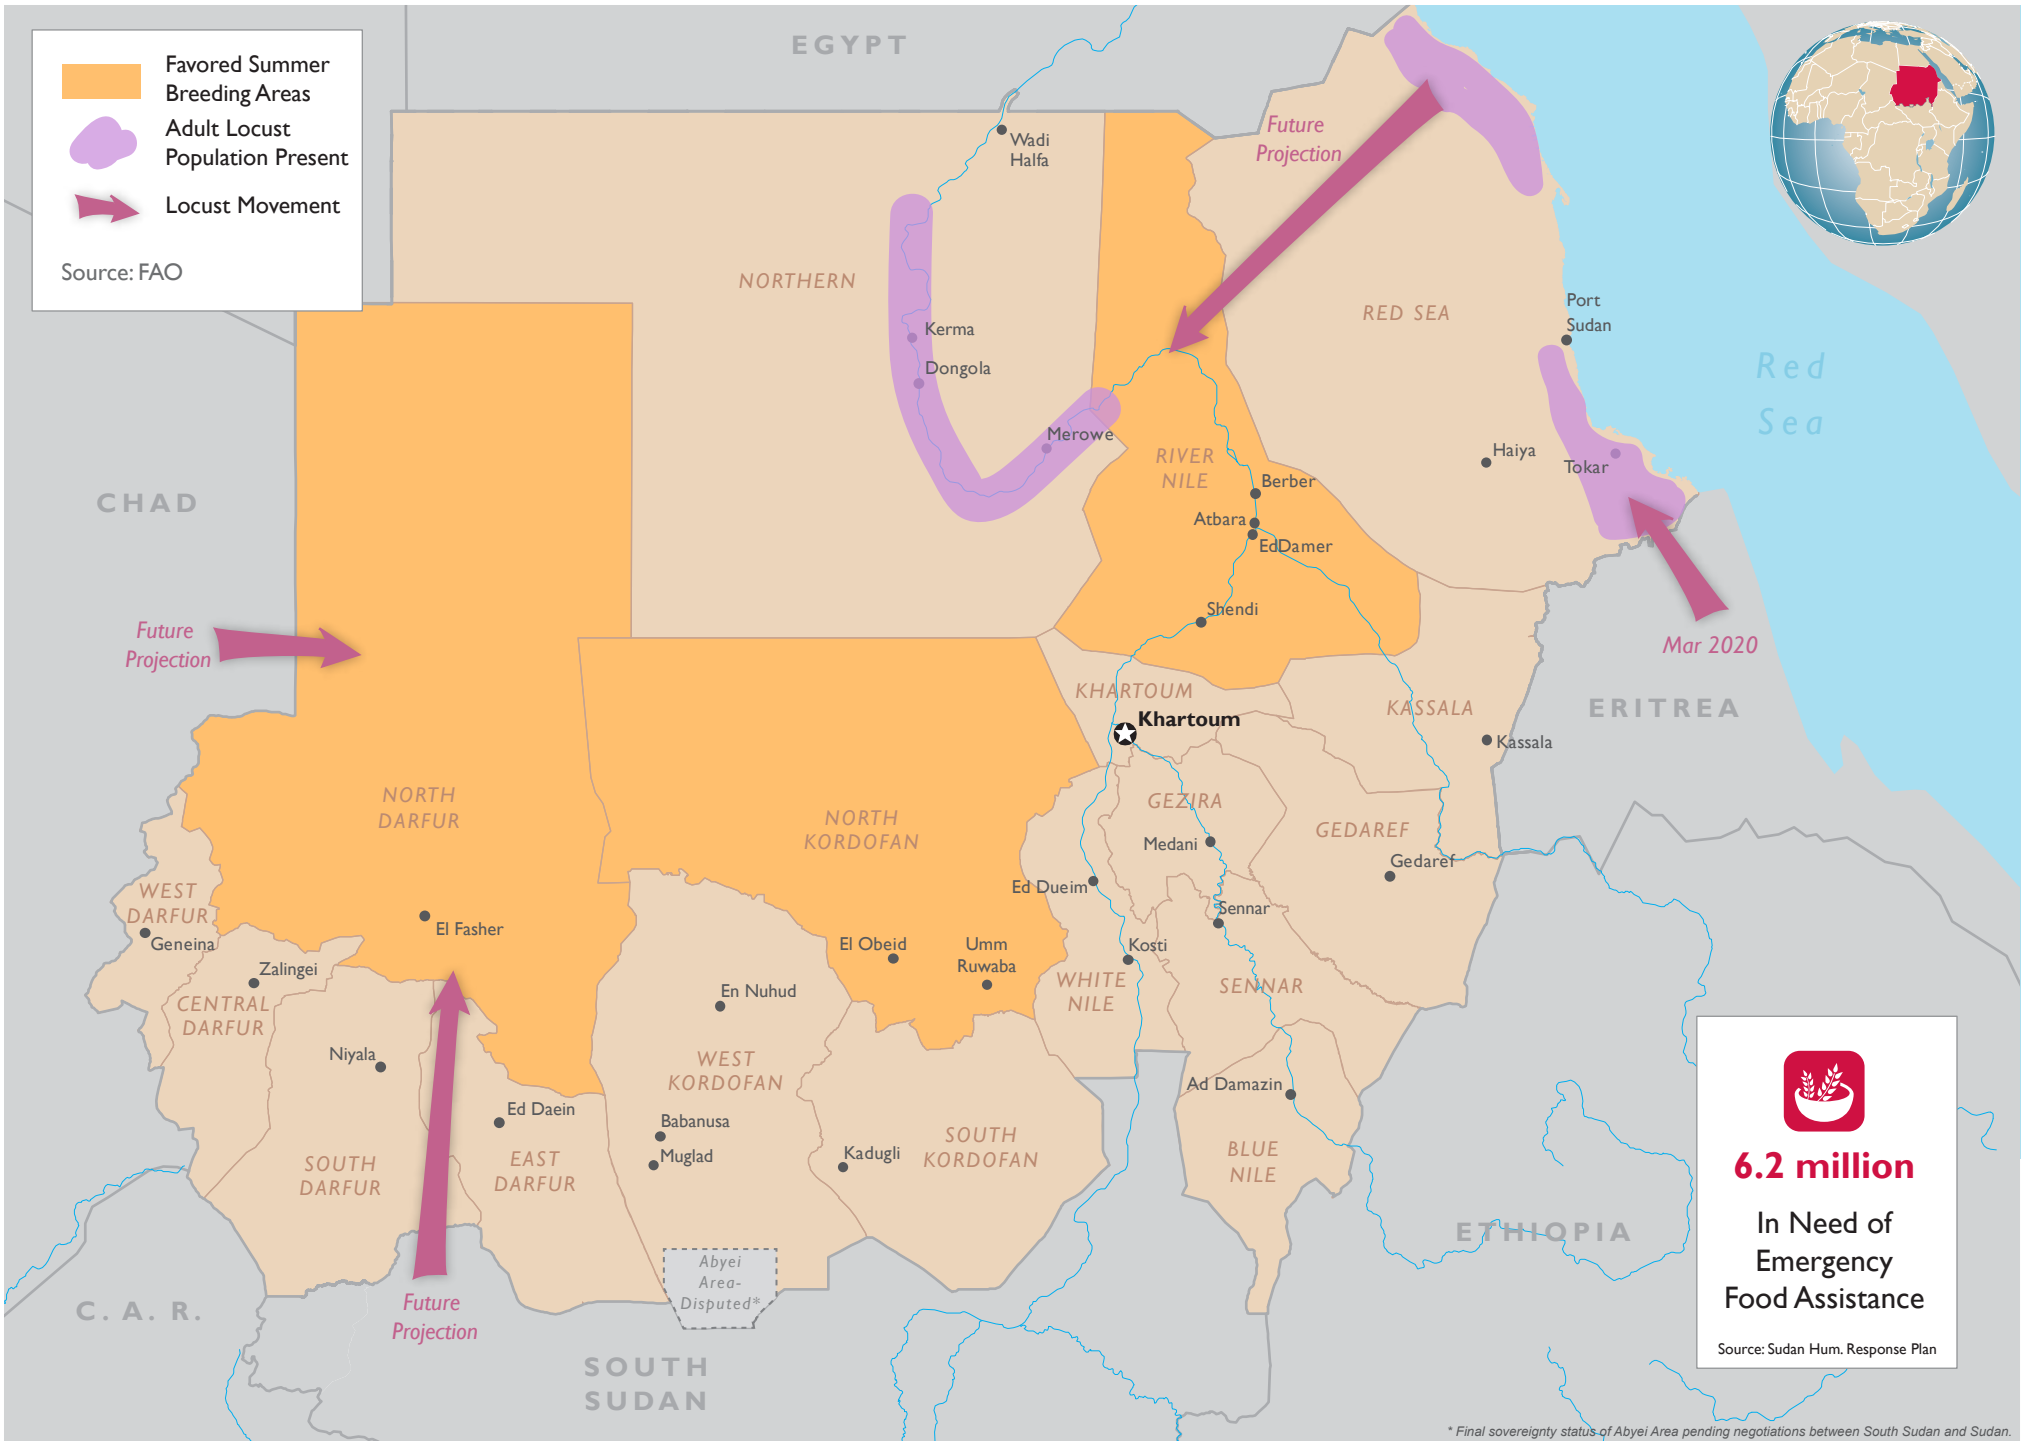 Favored Summer
Breeding Areas
Adult Locust
Population Present
Locust Movement
Source: FAO
EGYPT
Wadi
Halfa
Future
Projection
NORTHERN
RED SEA
Port
Sudan
Kerma
Dongola
Red
Sea
Merowe
RIVER
NILE
Haiya
Tokar
Berber
CHAD
Atbara
EdDamer
Shendi
Future
Projection
Mar 2020
KHARTOUM
Khartoum
KASSALA
ERITREA
Kassala
NORTH
DARFUR
NORTH
KORDOFAN
GEZIRA
GEDAREF
Medani
Gedaref
WEST
DARFUR
Ed Dueim
Geneina
El Fasher
Sennar
El Obeid
Umm
Ruwaba
Kosti
Zalingei
CENTRAL
DARFUR
En Nuhud
WHITE
NILE
SENNAR
Niyala
WEST
KORDOFAN
Ad Damazin
Ed Daein
Babanusa
Muglad
Kadugli
SOUTH
KORDOFAN
BLUE
NILE
SOUTH
DARFUR
EAST
DARFUR
6.2 million
In Need of
Emergency
Food Assistance
Source: Sudan Hum. Response Plan
ETHIOPIA
Abyei
Area-
Disputed*
C. A. R.
Future
Projection
SOUTH
SUDAN
* Final sovereignty status of Abyei Area pending negotiations between South Sudan and Sudan.